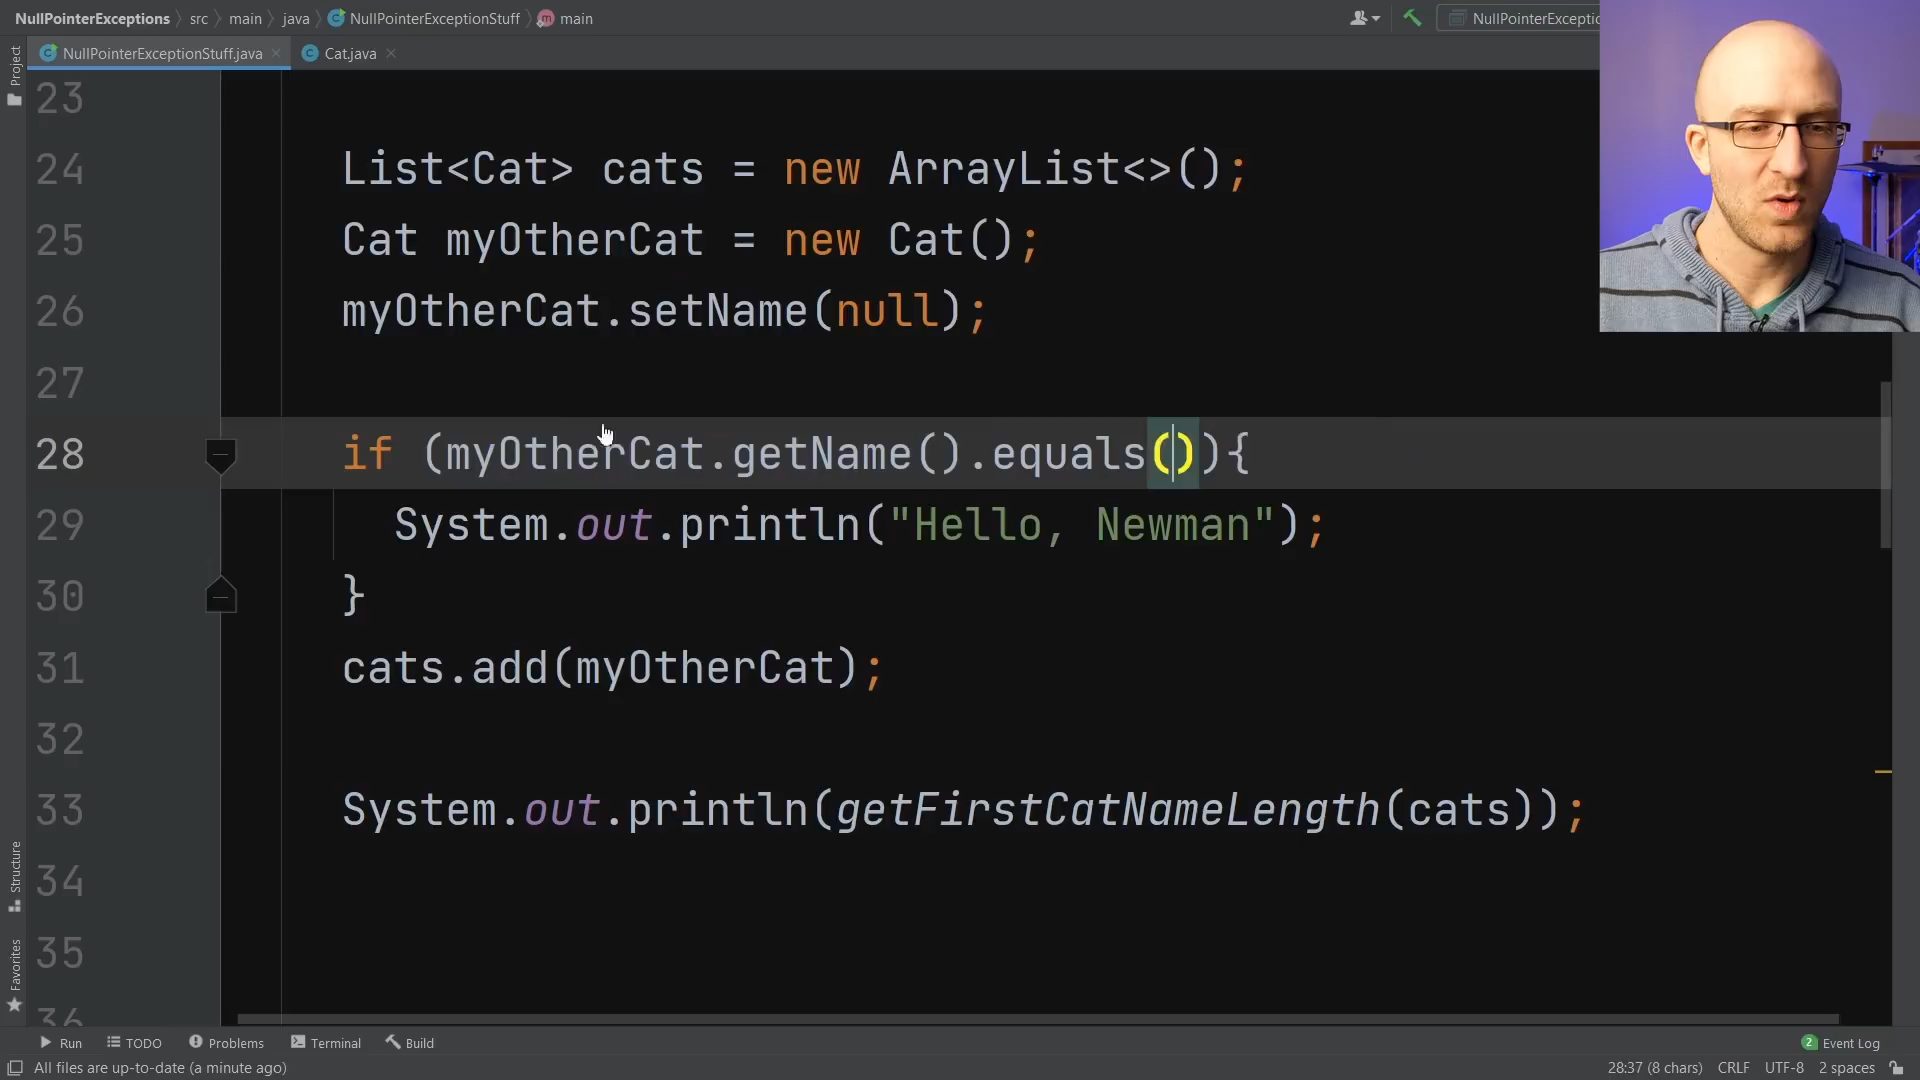 NullPointerExceptions src main java NullPointerExceptionStuff main NullPointerExceptio
NullPointerExceptionStuff.java Cat.java
Project
23
24 List<Cat> cats = new ArrayList<>();
25 Cat myOtherCat = new Cat();
26 myOtherCat.setName(null);
27
28 if (myOtherCat.getName().equals()){
29 System.out.println("Hello, Newman");
30 }
31 cats.add(myOtherCat);
32
33 System.out.println(getFirstCatNameLength(cats));
34
35
36
Structure
Favorites
Run TODO Problems Terminal Build 2 Event Log
All files are up-to-date (a minute ago) 28:37 (8 chars) CRLF UTF-8 2 spaces